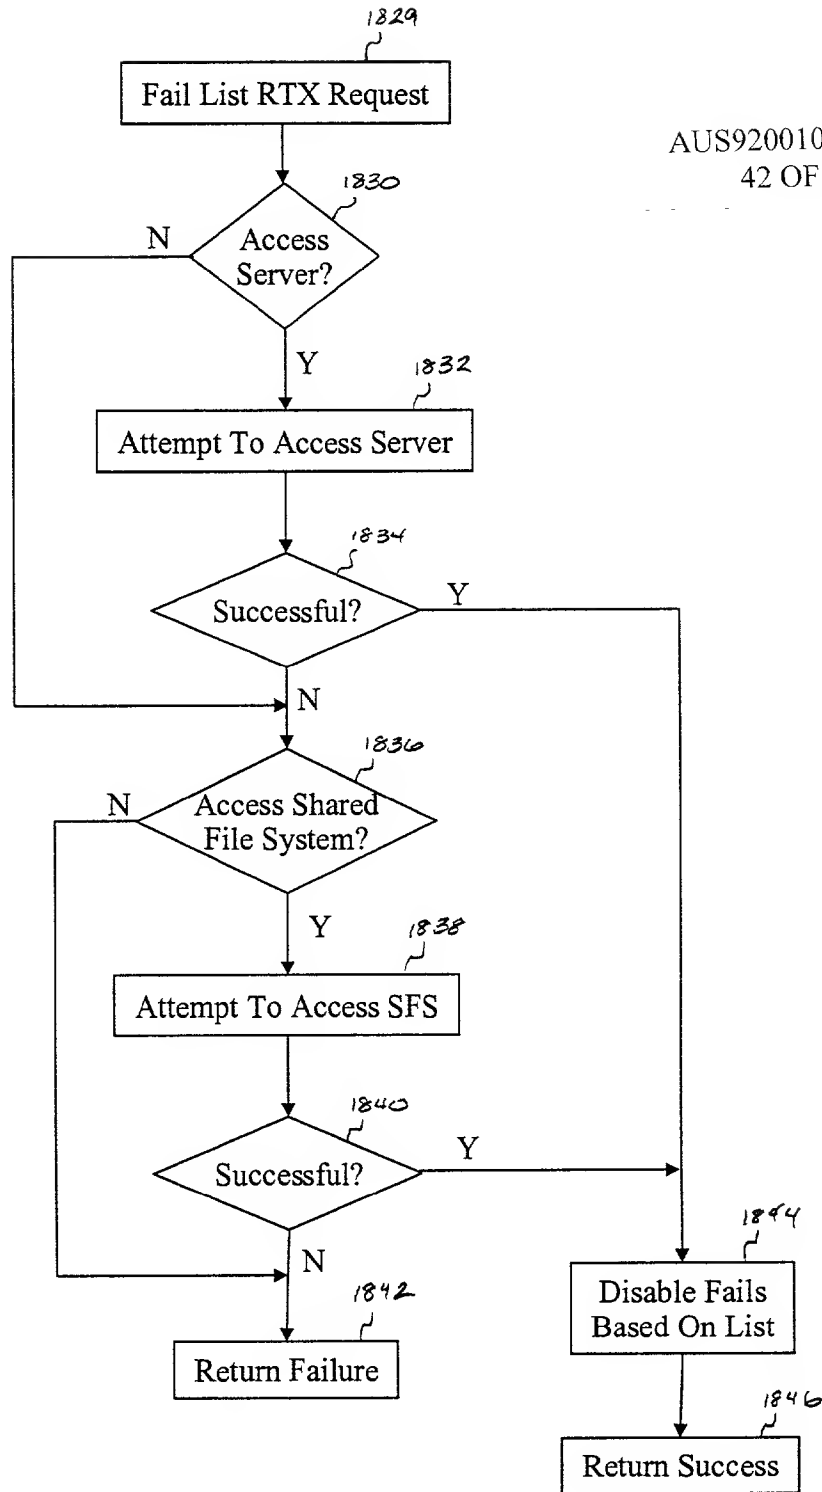 1829
Fail List RTX Request
AUS920010
42 OF
1830
N
Access
Server?
Y
1832
Attempt To Access Server
1834
Successful?
Y
N
1836
N
Access Shared
File System?
Y
1838
Attempt To Access SFS
1840
Successful?
Y
N
1844
Disable Fails
Based On List
1842
Return Failure
1846
Return Success